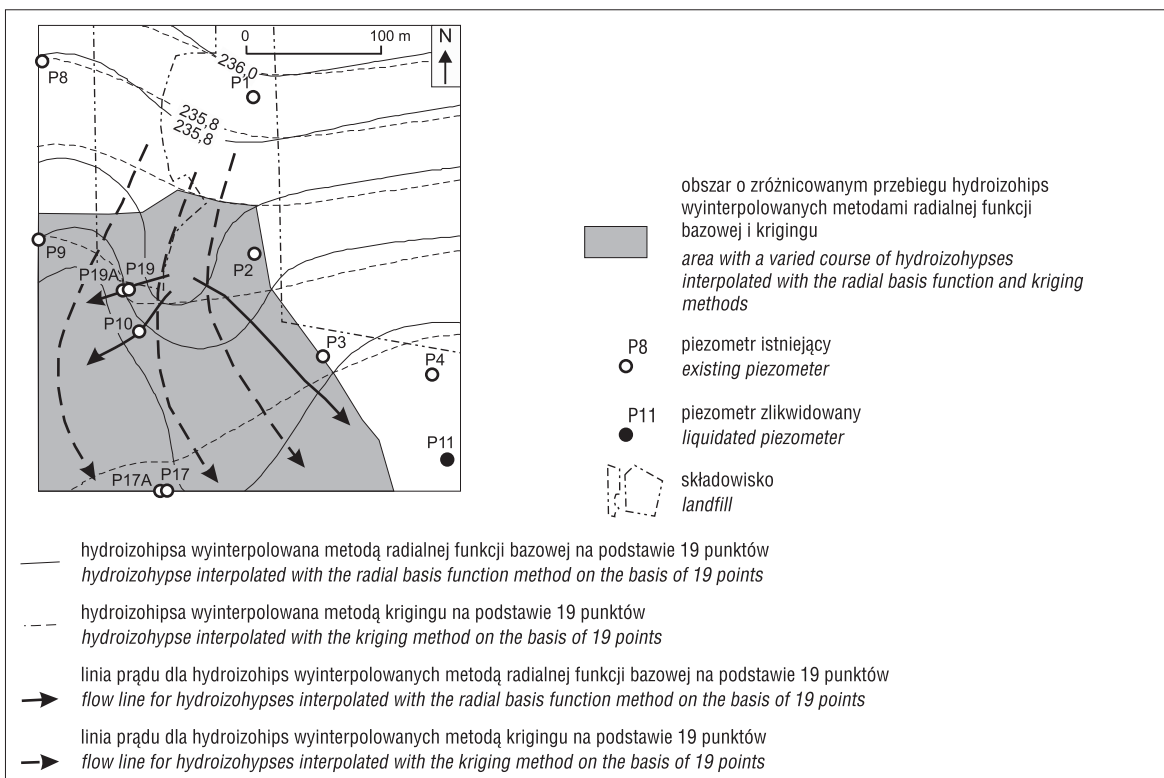 0 100 m
N
P8
236,0
P1
235,8
235,8
P9
P2
P19A P19
P10
P3
P4
P11
P17A P17
obszar o zróżnicowanym przebiegu hydroizohips
wyinterpolowanych metodami radialnej funkcji
bazowej i krigingu
area with a varied course of hydroizohypses
interpolated with the radial basis function and kriging
methods
P8 piezometr istniejący
existing piezometer
P11 piezometr zlikwidowany
liquidated piezometer
składowisko
landfill
hydroizohipsa wyinterpolowana metodą radialnej funkcji bazowej na podstawie 19 punktów
hydroizohypse interpolated with the radial basis function method on the basis of 19 points
hydroizohipsa wyinterpolowana metodą krigingu na podstawie 19 punktów
hydroizohypse interpolated with the kriging method on the basis of 19 points
linia prądu dla hydroizohips wyinterpolowanych metodą radialnej funkcji bazowej na podstawie 19 punktów
flow line for hydroizohypses interpolated with the radial basis function method on the basis of 19 points
linia prądu dla hydroizohips wyinterpolowanych metodą krigingu na podstawie 19 punktów
flow line for hydroizohypses interpolated with the kriging method on the basis of 19 points